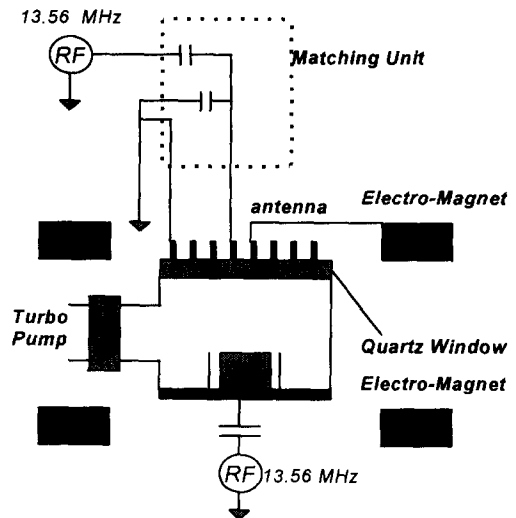 13.56 MHz
RF
Matching Unit
antenna
Electro-Magnet
Turbo
Pump
Quartz Window
Electro-Magnet
RF
13.56 MHz